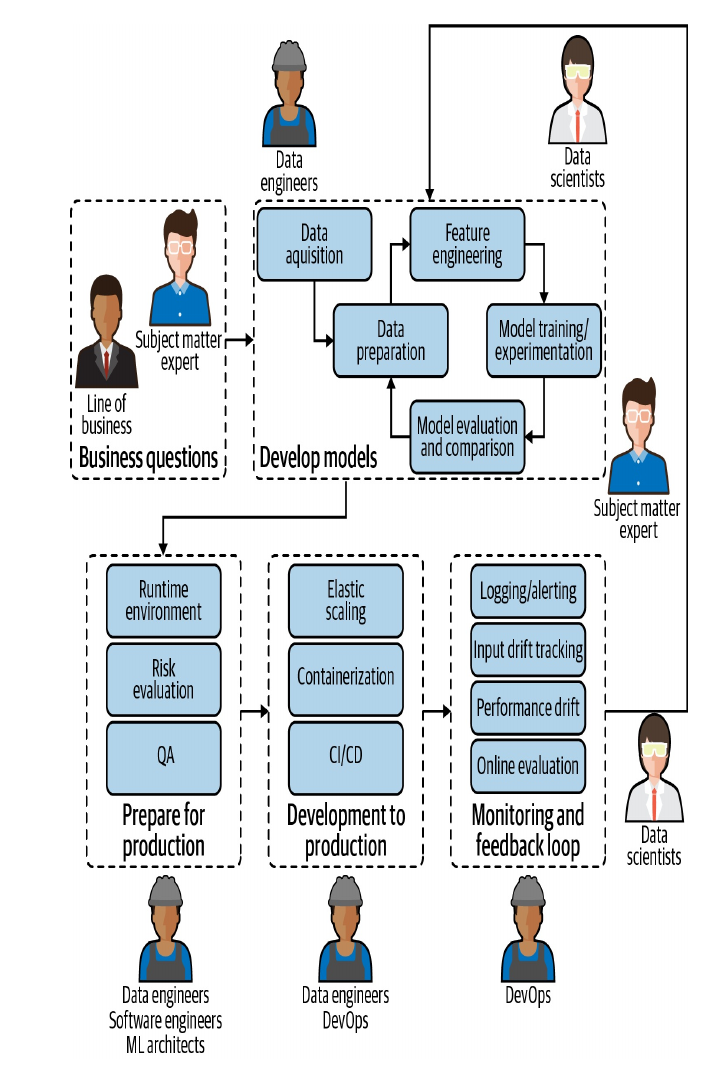 Data
engineers
Data
scientists
Data
aquisition
Feature
engineering
Data
preparation
Model training/
experimentation
Model evaluation
and comparison
Develop models
Subject matter
expert
Line of
business
Business questions
Subject matter
expert
Runtime
environment
Risk
evaluation
QA
Prepare for
production
Elastic
scaling
Containerization
CI/CD
Development to
production
Logging/alerting
Input drift tracking
Performance drift
Online evaluation
Monitoring and
feedback loop
Data
scientists
Data engineers
Software engineers
ML architects
Data engineers
DevOps
DevOps